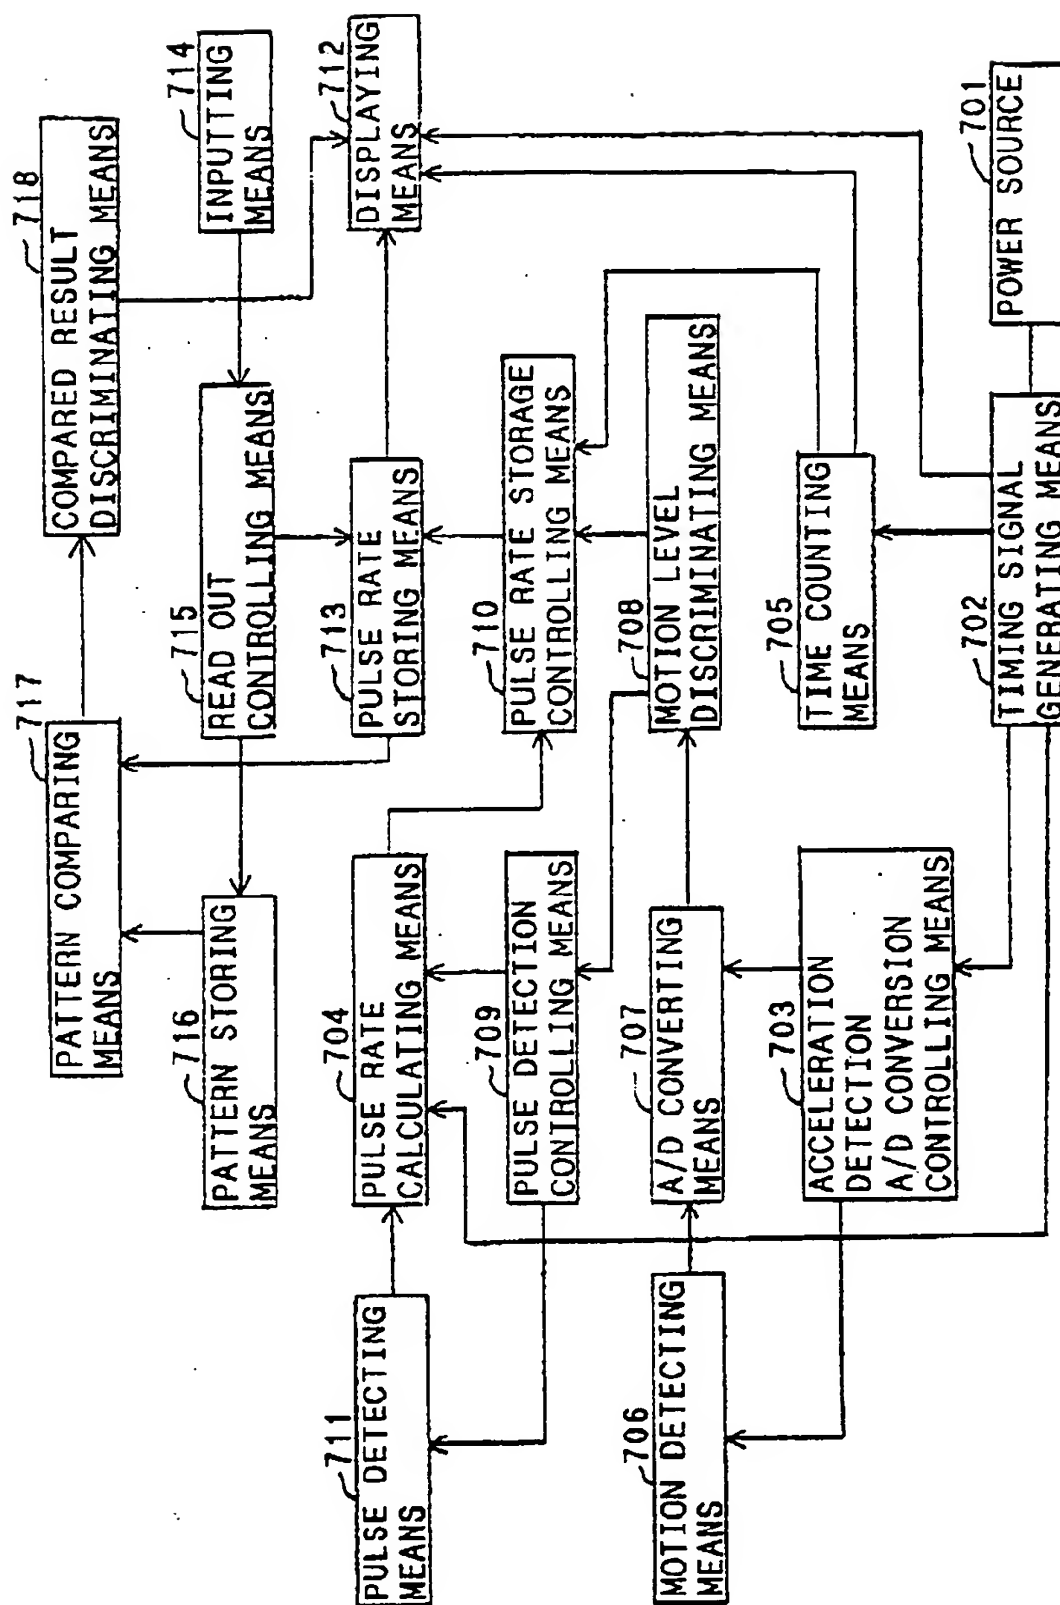 717
PATTERN COMPARING
MEANS
718
COMPARED RESULT
DISCRIMINATING MEANS
716
PATTERN STORING
MEANS
715
READ OUT
CONTROLLING MEANS
714
INPUTTING
MEANS
711
PULSE DETECTING
MEANS
704
PULSE RATE
CALCULATING MEANS
713
PULSE RATE
STORING MEANS
712
DISPLAYING
MEANS
709
PULSE DETECTION
CONTROLLING MEANS
710
PULSE RATE STORAGE
CONTROLLING MEANS
706
MOTION DETECTING
MEANS
707
A/D CONVERTING
MEANS
708
MOTION LEVEL
DISCRIMINATING MEANS
703
ACCELERATION
DETECTION
A/D CONVERSION
CONTROLLING MEANS
705
TIME COUNTING
MEANS
702
TIMING SIGNAL
GENERATING MEANS
701
POWER SOURCE